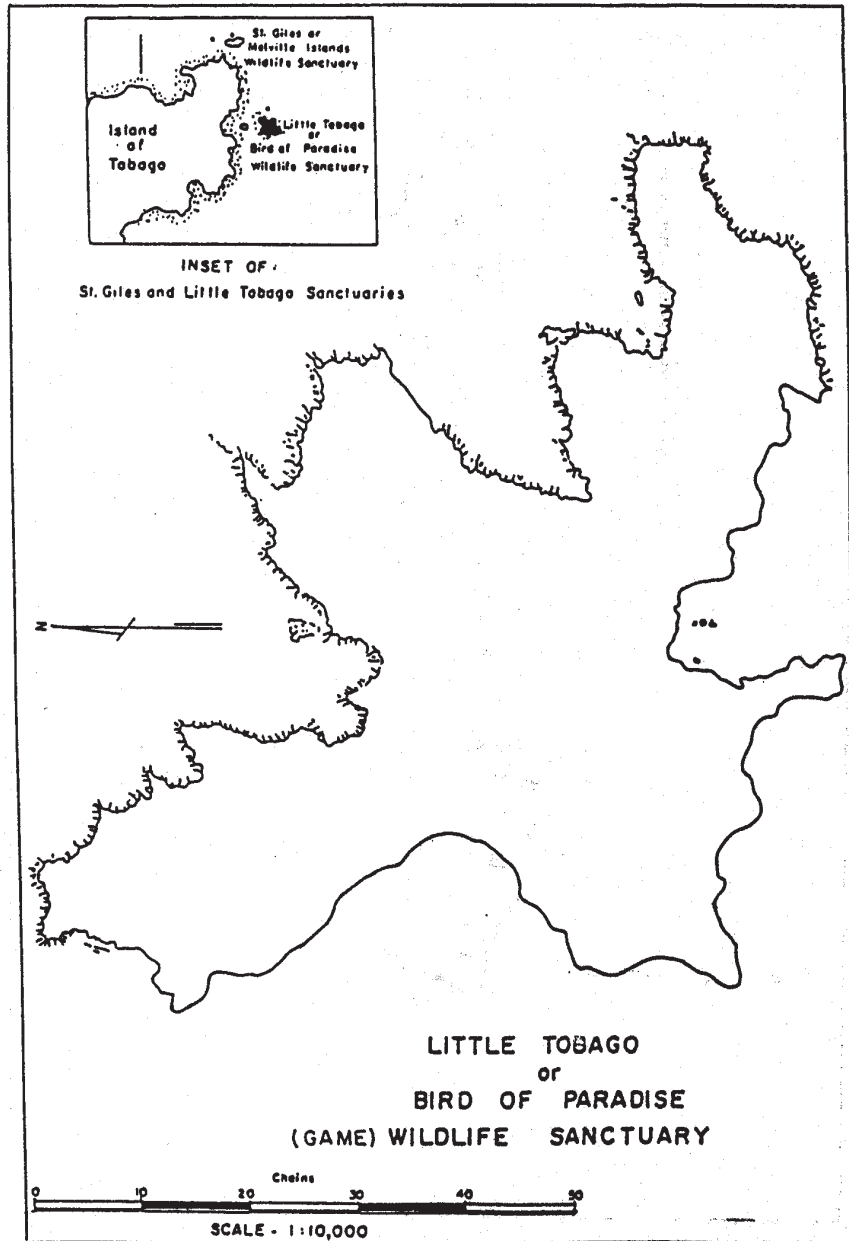 St. Giles or
Melville Islands
Wildlife Sanctuary
Island
of
Tobago
Little Tobago
or
Bird of Paradise
Wildlife Sanctuary
INSET OF:
St. Giles and Little Tobago Sanctuaries
N
LITTLE TOBAGO
or
BIRD OF PARADISE
(GAME) WILDLIFE SANCTUARY
Chains
0 10 20 30 40 50
SCALE - 1:10,000